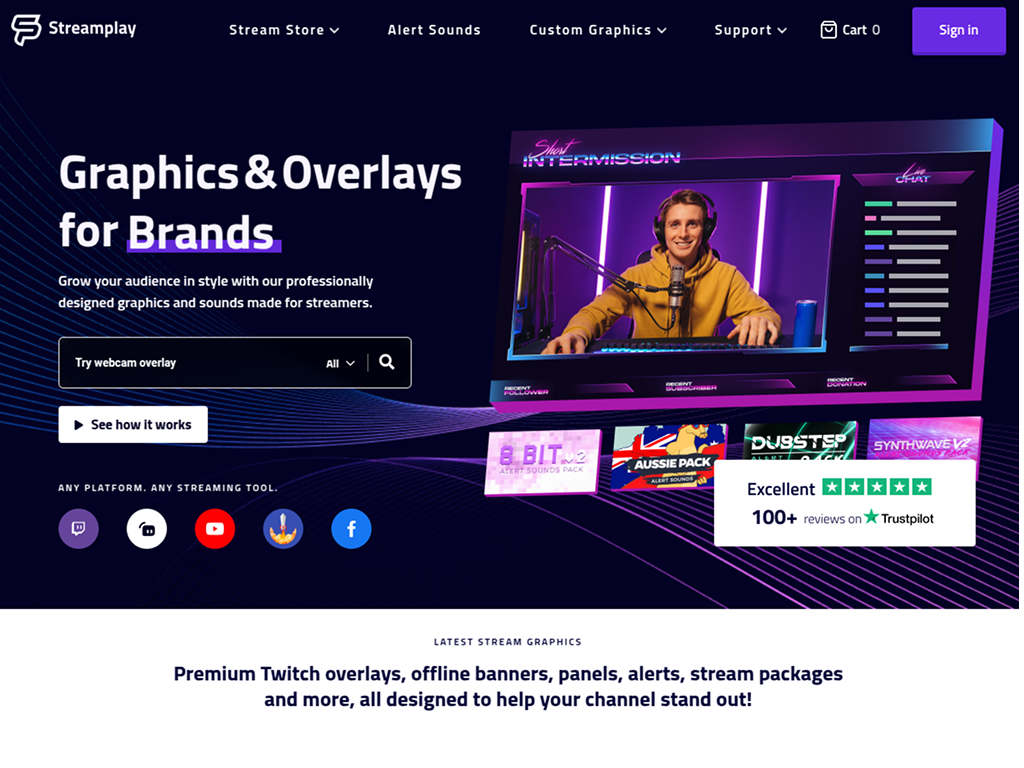 Streamplay
Stream Store
Alert Sounds
Custom Graphics
Support
Cart 0
Sign in
Graphics & Overlays
for Brands
Grow your audience in style with our professionally
designed graphics and sounds made for streamers.
Try webcam overlay
All
See how it works
ANY PLATFORM. ANY STREAMING TOOL.
Short
INTERMISSION
Live
CHAT
RECENT
FOLLOWER
RECENT
SUBSCRIBER
RECENT
DONATION
8 BIT V2
ALERT SOUNDS PACK
AUSSIE PACK
ALERT SOUNDS
DUBSTEP
ALERT
PACK
SYNTHWAVE V2
Excellent
100+ reviews on Trustpilot
LATEST STREAM GRAPHICS
Premium Twitch overlays, offline banners, panels, alerts, stream packages
and more, all designed to help your channel stand out!